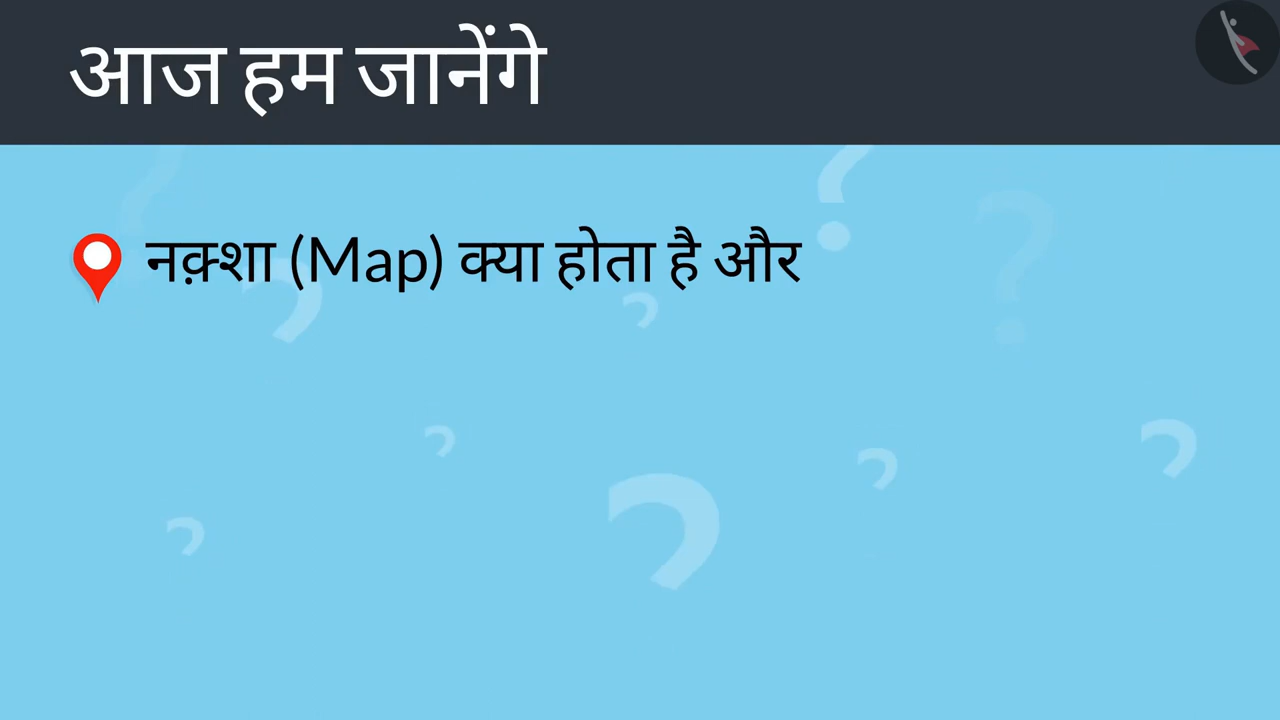 आज हम जानेंगे
नक़्शा (Map) क्या होता है और